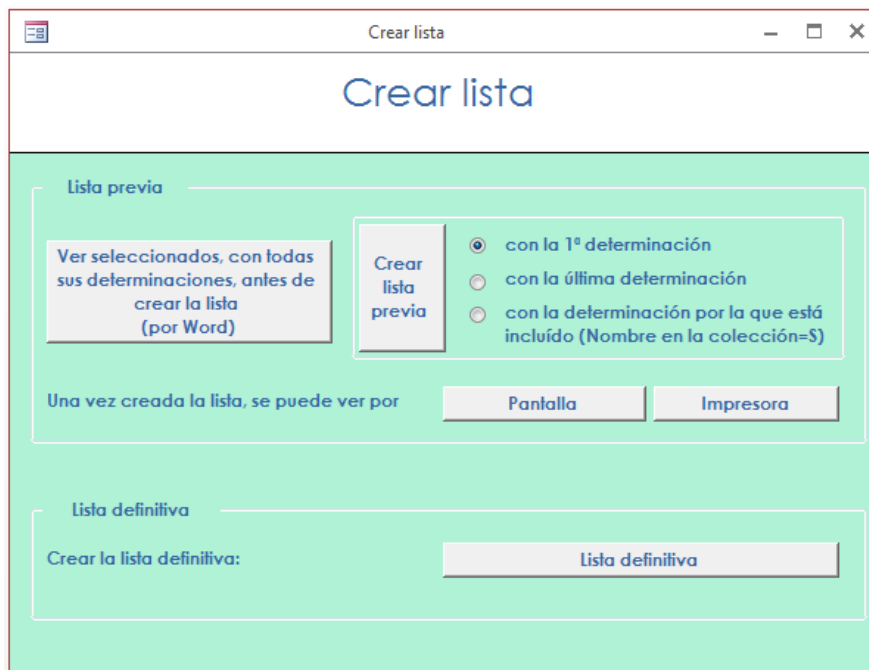 Crear lista
Crear lista
Lista previa
Ver seleccionados, con todas
sus determinaciones, antes de
crear la lista
(por Word)
Crear
lista
previa
con la 1ª determinación
con la última determinación
con la determinación por la que está
incluído (Nombre en la colección=S)
Una vez creada la lista, se puede ver por
Pantalla
Impresora
Lista definitiva
Crear la lista definitiva:
Lista definitiva